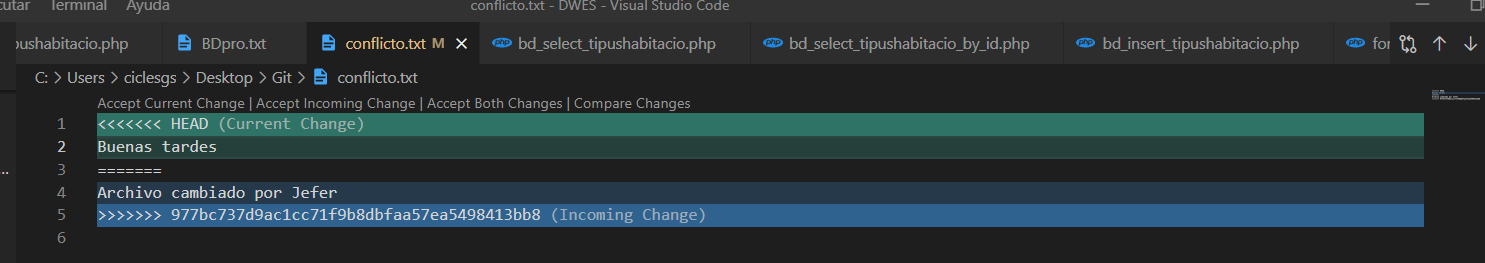 cutar Terminal Ayuda conflicto.txt - DWES - Visual Studio Code
pushabitacio.php BDpro.txt conflicto.txt M bd_select_tipushabitacio.php bd_select_tipushabitacio_by_id.php bd_insert_tipushabitacio.php for
C: > Users > ciclesgs > Desktop > Git > conflicto.txt
Accept Current Change | Accept Incoming Change | Accept Both Changes | Compare Changes
1 <<<<<<< HEAD (Current Change)
2 Buenas tardes
3 =======
4 Archivo cambiado por Jefer
5 >>>>>>> 977bc737d9ac1cc71f9b8dbfaa57ea5498413bb8 (Incoming Change)
6